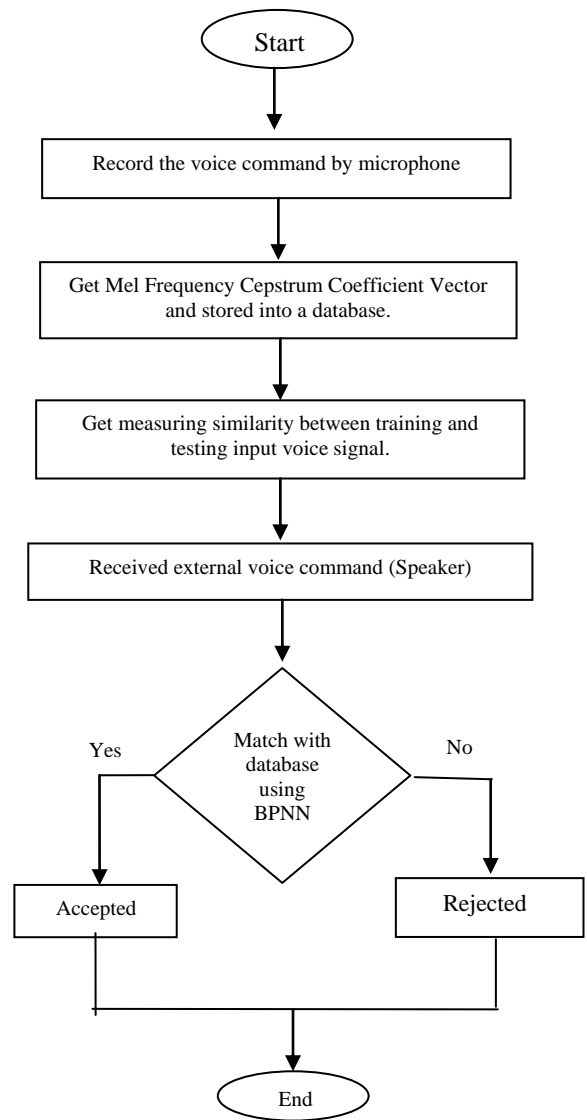 Start
Record the voice command by microphone
Get Mel Frequency Cepstrum Coefficient Vector
and stored into a database.
Get measuring similarity between training and
testing input voice signal.
Received external voice command (Speaker)
Yes
No
Match with
database
using
BPNN
Accepted
Rejected
End